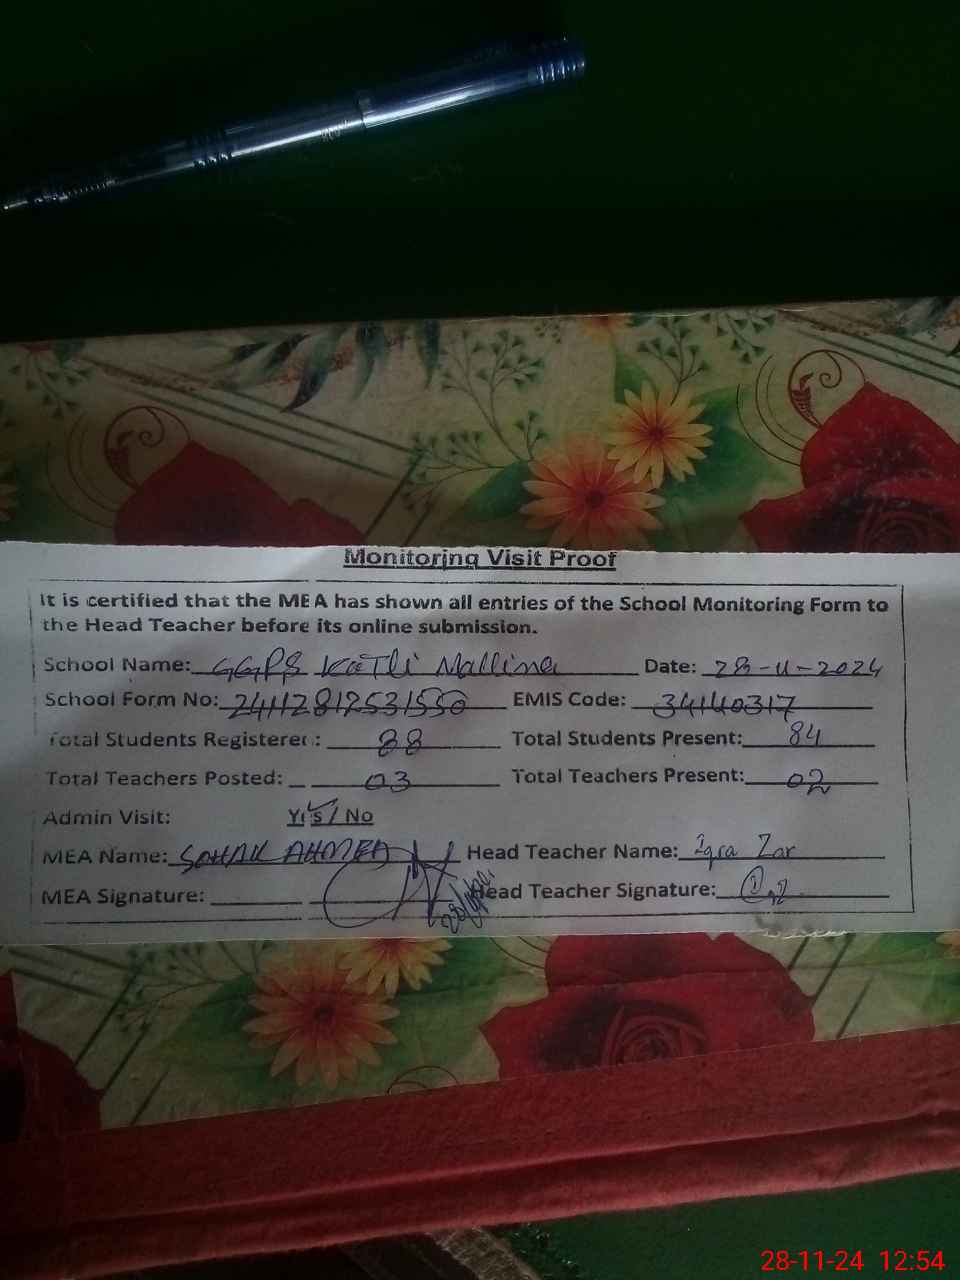 Monitoring Visit Proof
It is certified that the MEA has shown all entries of the School Monitoring Form to
the Head Teacher before its online submission.
School Name: GGPS Katli Mallina Date: 28-11-2024
School Form No: 24112812531550 EMIS Code: 34140317
Total Students Registered: 88 Total Students Present: 84
Total Teachers Posted: 03 Total Teachers Present: 02
Admin Visit: Yes / No
MEA Name: SOHAIL AHMED Head Teacher Name: Iqra Zar
MEA Signature: Head Teacher Signature:
28-11-24 12:54